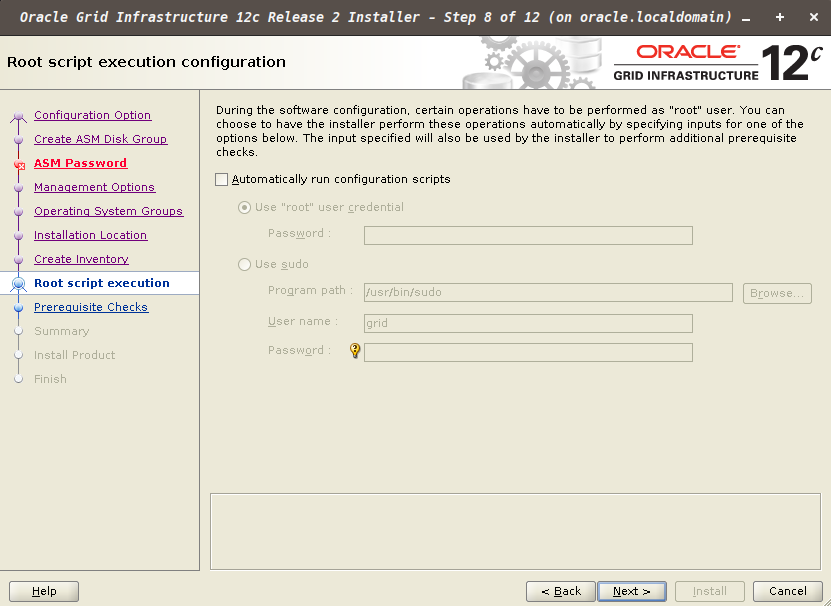 Oracle Grid Infrastructure 12c Release 2 Installer - Step 8 of 12 (on oracle.localdomain)
Root script execution configuration
ORACLE
GRID INFRASTRUCTURE
12c
Configuration Option
Create ASM Disk Group
ASM Password
Management Options
Operating System Groups
Installation Location
Create Inventory
Root script execution
Prerequisite Checks
Summary
Install Product
Finish
During the software configuration, certain operations have to be performed as "root" user. You can
choose to have the installer perform these operations automatically by specifying inputs for one of the
options below. The input specified will also be used by the installer to perform additional prerequisite
checks.
Automatically run configuration scripts
Use "root" user credential
Password :
Use sudo
Program path : /usr/bin/sudo Browse...
User name : grid
Password :
Help
< Back
Next >
Install
Cancel